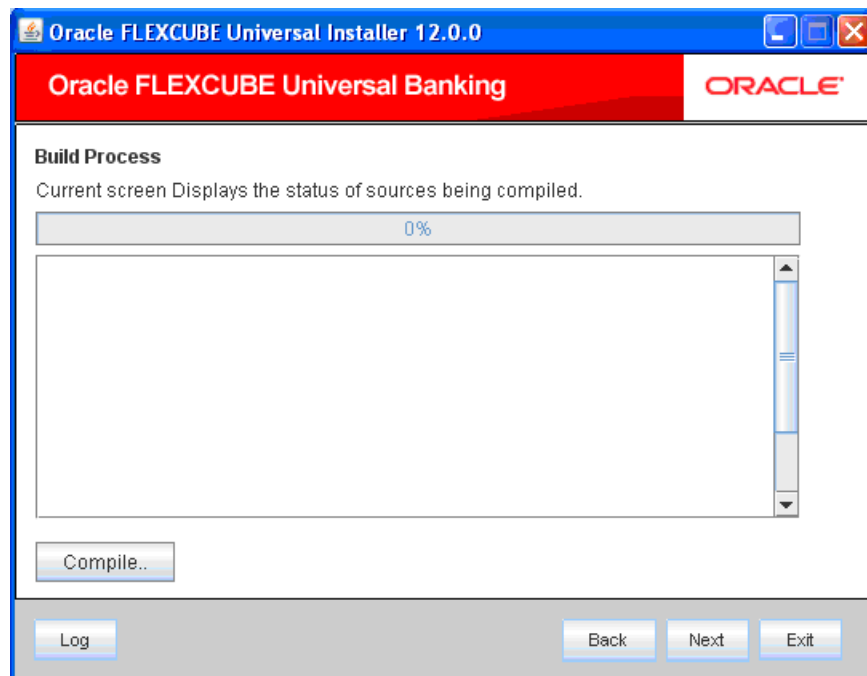 Oracle FLEXCUBE Universal Installer 12.0.0
Oracle FLEXCUBE Universal Banking
ORACLE
Build Process
Current screen Displays the status of sources being compiled.
0%
Compile..
Log Back Next Exit